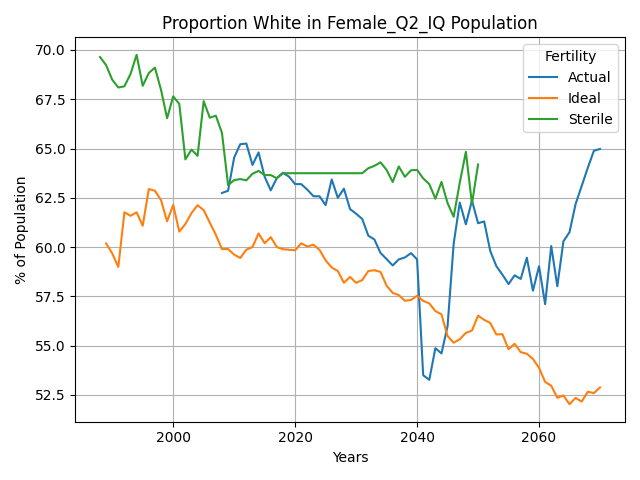 Proportion White in Female_Q2_IQ Population
% of Population
70.0
67.5
65.0
62.5
60.0
57.5
55.0
52.5
Fertility
Actual
Ideal
Sterile
2000
2020
2040
2060
Years